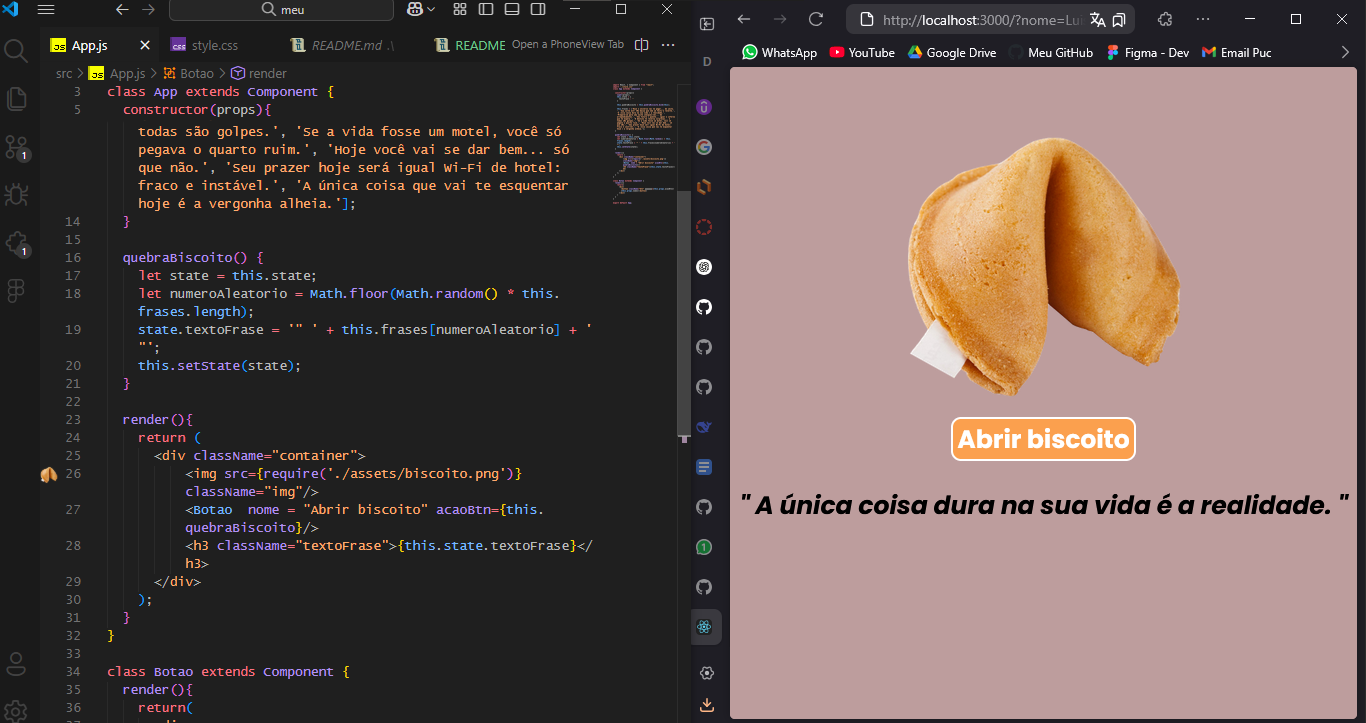 meu
App.js
style.css
README.md .\
README
Open a PhoneView Tab
src > App.js > Botao > render
3 class App extends Component {
5 constructor(props){
todas são golpes.', 'Se a vida fosse um motel, você só
pegava o quarto ruim.', 'Hoje você vai se dar bem... só
que não.', 'Seu prazer hoje será igual Wi-Fi de hotel:
fraco e instável.', 'A única coisa que vai te esquentar
hoje é a vergonha alheia.'];
14 }
15
16 quebraBiscoito() {
17 let state = this.state;
18 let numeroAleatorio = Math.floor(Math.random() * this.
frases.length);
19 state.textoFrase = '" ' + this.frases[numeroAleatorio] + '
"';
20 this.setState(state);
21 }
22
23 render(){
24 return (
25 <div className="container">
26 <img src={require('./assets/biscoito.png')}
className="img"/>
27 <Botao  nome = "Abrir biscoito" acaoBtn={this.
quebraBiscoito}/>
28 <h3 className="textoFrase">{this.state.textoFrase}</
h3>
29 </div>
30 );
31 }
32 }
33
34 class Botao extends Component {
35 render(){
36 return(
37
1
1
D
1
http://localhost:3000/?nome=Lui
WhatsApp
YouTube
Google Drive
Meu GitHub
Figma - Dev
Email Puc
Abrir biscoito
" A única coisa dura na sua vida é a realidade. "